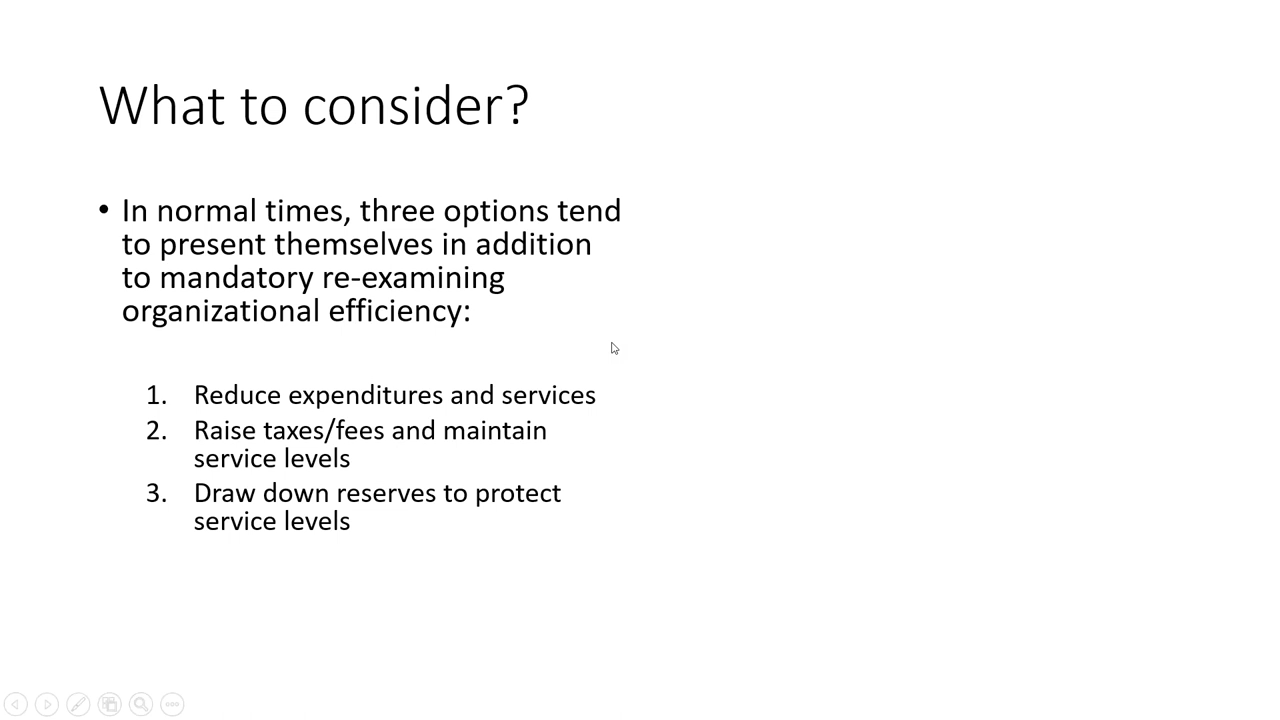 What to consider?
• In normal times, three options tend
to present themselves in addition
to mandatory re-examining
organizational efficiency:
1. Reduce expenditures and services
2. Raise taxes/fees and maintain
service levels
3. Draw down reserves to protect
service levels